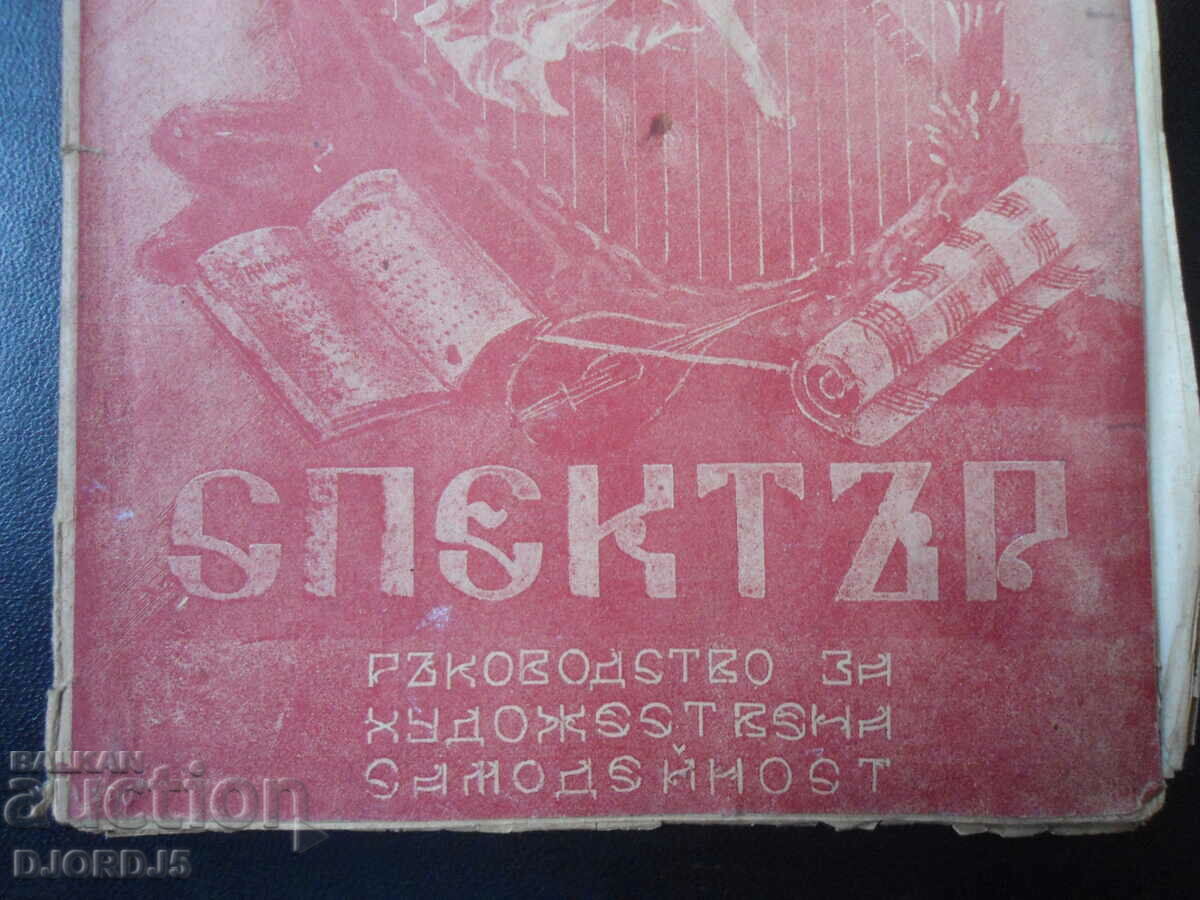 СПЕКТЪР
РЪКОВОДСТВО ЗА
ХУДОЖЕСТВЕНА
САМОДЕЙНОСТ
BALKAN
auction
DJORDJ5